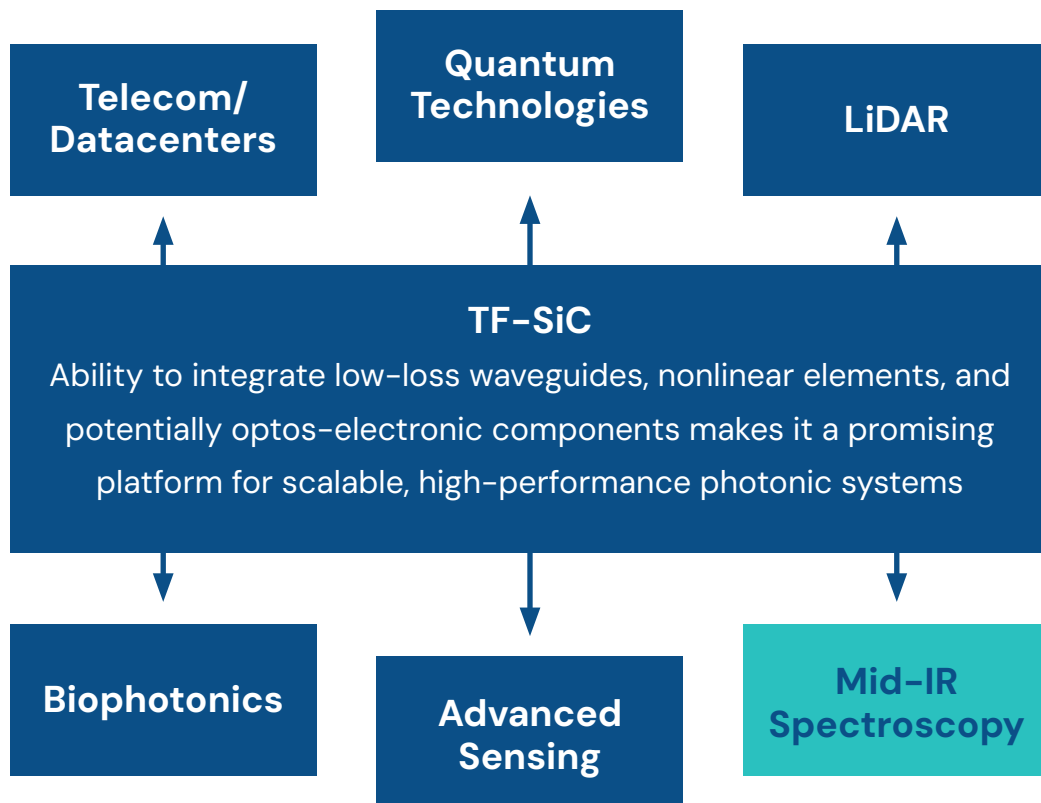 Telecom/
Datacenters
Quantum
Technologies
LiDAR
TF-SiC
Ability to integrate low-loss waveguides, nonlinear elements, and
potentially optos-electronic components makes it a promising
platform for scalable, high-performance photonic systems
Biophotonics
Advanced
Sensing
Mid-IR
Spectroscopy